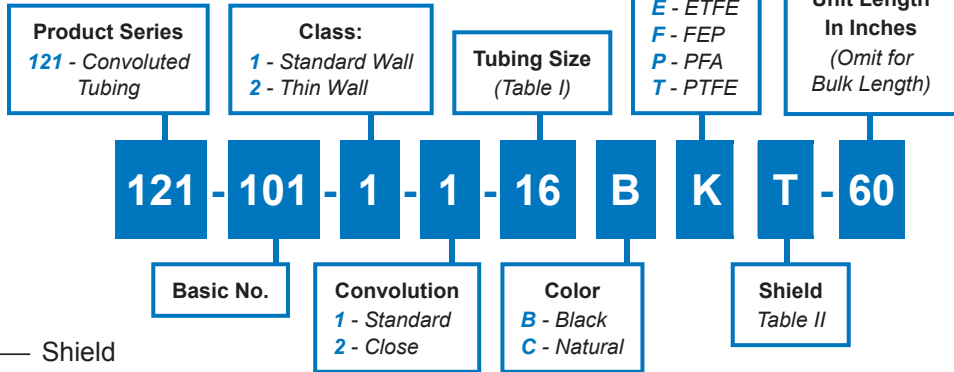 Product Series
121 - Convoluted
Tubing
Class:
1 - Standard Wall
2 - Thin Wall
Tubing Size
(Table I)
E - ETFE
F - FEP
P - PFA
T - PTFE
Unit Length
In Inches
(Omit for
Bulk Length)
121 - 101 - 1 - 1 - 16 B K T - 60
Basic No.
Convolution
1 - Standard
2 - Close
Color
B - Black
C - Natural
Shield
Table II
Shield